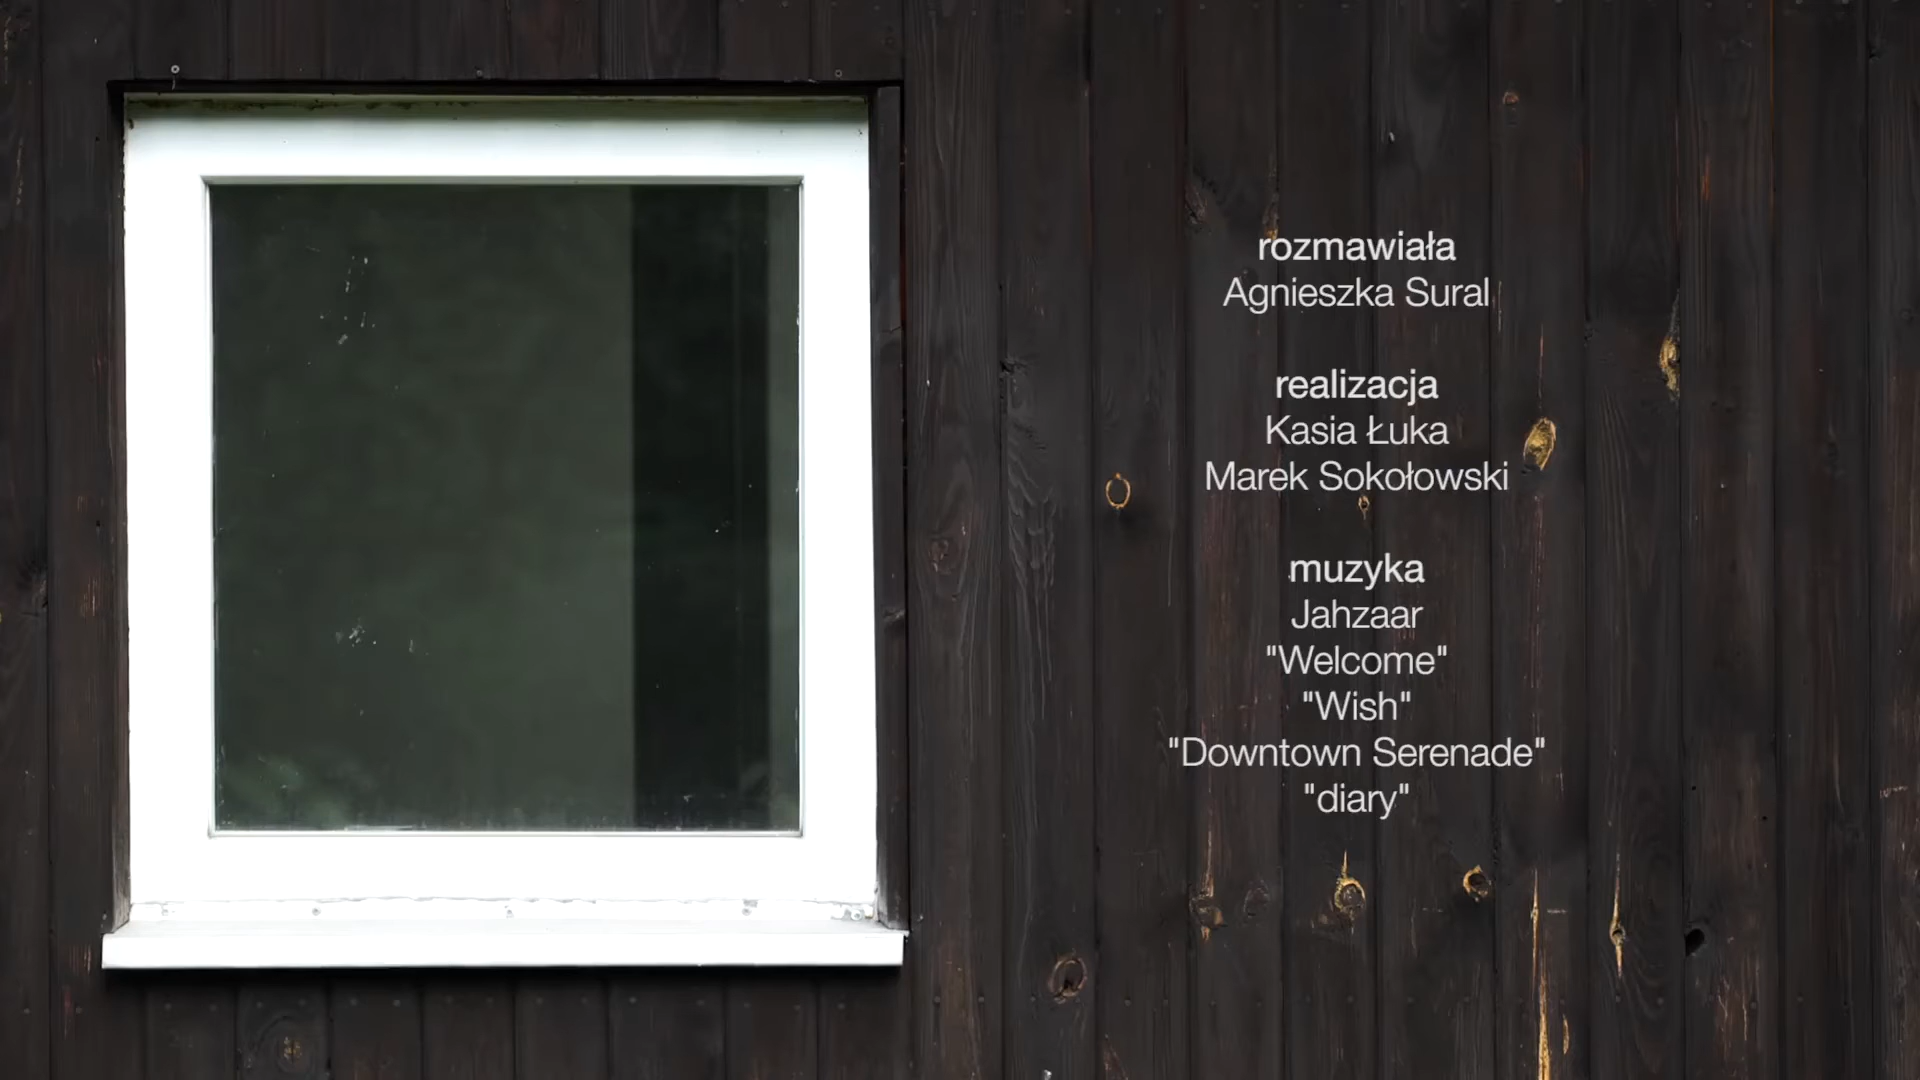 rozmawiała
Agnieszka Sural
realizacja
Kasia Łuka
Marek Sokołowski
muzyka
Jahzaar
"Welcome"
"Wish"
"Downtown Serenade"
"diary"